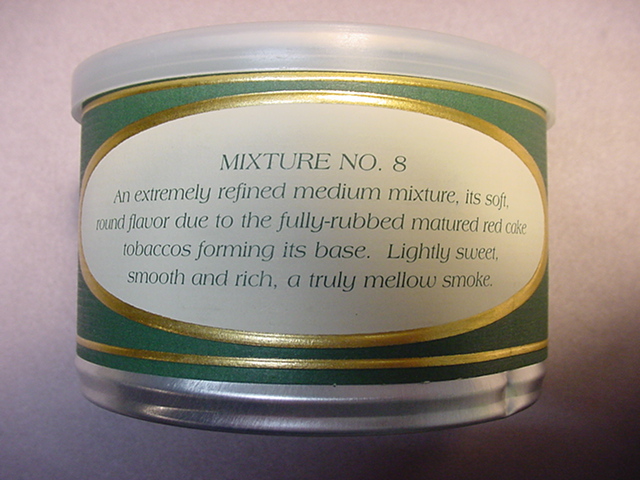 MIXTURE NO. 8
An extremely refined medium mixture, its soft,
round flavor due to the fully-rubbed matured red cake
tobaccos forming its base. Lightly sweet,
smooth and rich, a truly mellow smoke.